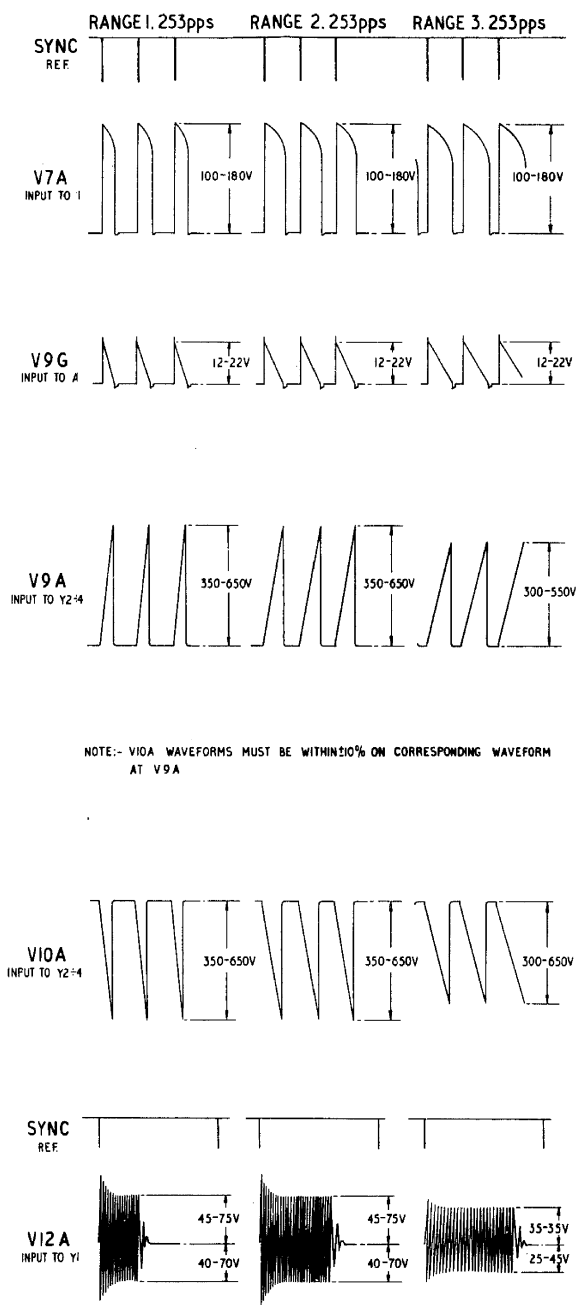 RANGE 1. 253pps RANGE 2. 253pps RANGE 3. 253pps
SYNC
REF.
V7A
INPUT TO
100-180V 100-180V 100-180V
V9G
INPUT TO A
12-22V 12-22V 12-22V
V9A
INPUT TO Y2÷4
350-650V 350-650V 300-550V
NOTE:- V10A WAVEFORMS MUST BE WITHIN ±10% ON CORRESPONDING WAVEFORM
AT V9A
V10A
INPUT TO Y2÷4
350-650V 350-650V 300-650V
SYNC
REF.
V12A
INPUT TO Y1
45-75V 45-75V 35-35V
40-70V 40-70V 25-45V